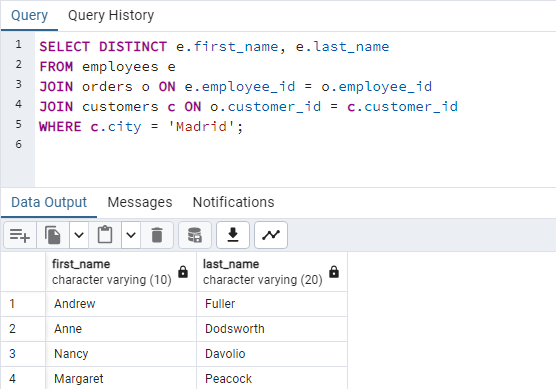 Query Query History
1 SELECT DISTINCT e.first_name, e.last_name
2 FROM employees e
3 JOIN orders o ON e.employee_id = o.employee_id
4 JOIN customers c ON o.customer_id = c.customer_id
5 WHERE c.city = 'Madrid';
6
Data Output Messages Notifications
first_name last_name
character varying (10) character varying (20)
1 Andrew Fuller
2 Anne Dodsworth
3 Nancy Davolio
4 Margaret Peacock